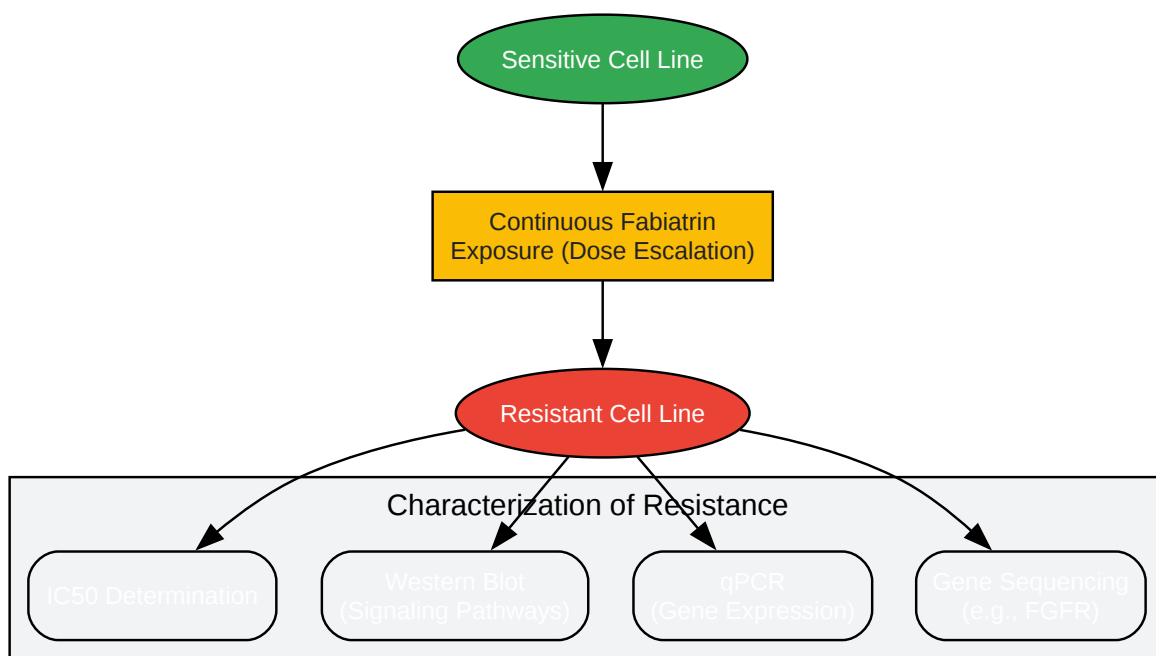 Sensitive Cell Line
Continuous Fabiatrin
Exposure (Dose Escalation)
Resistant Cell Line
Characterization of Resistance
IC50 Determination
Western Blot
(Signaling Pathways)
qPCR
(Gene Expression)
Gene Sequencing
(e.g., FGFR)